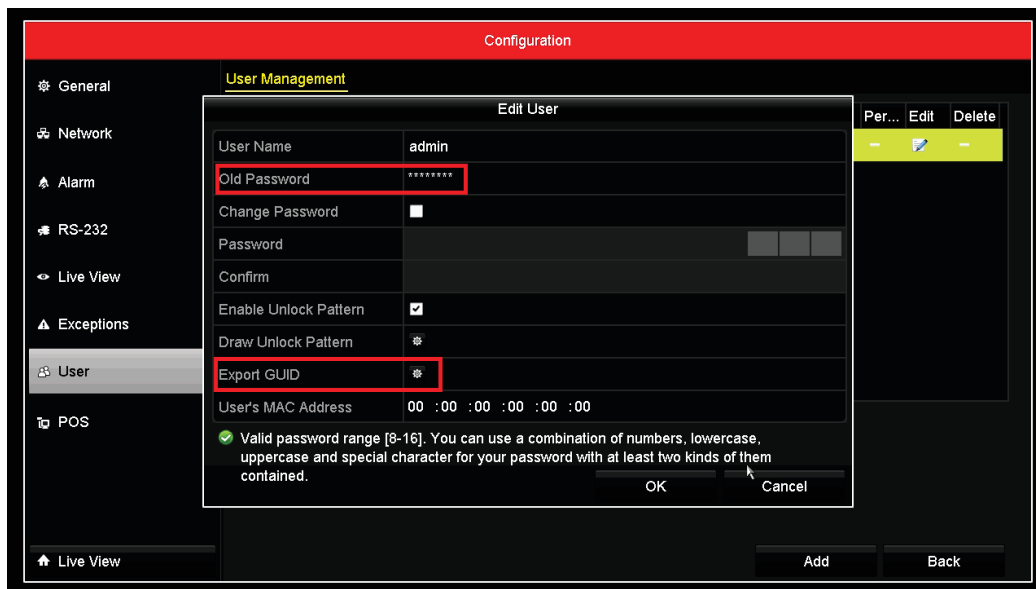 Configuration
General
Network
Alarm
RS-232
Live View
Exceptions
User
POS
Live View
User Management
Per... Edit Delete
Edit User
User Name admin
Old Password ********
Change Password
Password
Confirm
Enable Unlock Pattern
Draw Unlock Pattern
Export GUID
User's MAC Address 00 :00 :00 :00 :00 :00
Valid password range [8-16]. You can use a combination of numbers, lowercase,
uppercase and special character for your password with at least two kinds of them
contained.
OK Cancel
Add Back